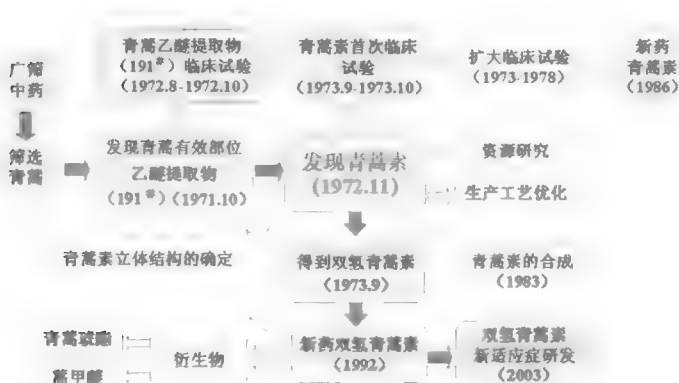 广筛
中药
青蒿乙醚提取物
（191#）临床试验
(1972.8-1972.10)
青蒿素首次临床
试验
(1973.9-1973.10)
扩大临床试验
(1973-1978)
新药
青蒿素
(1986)
筛选
青蒿
发现青蒿有效部位
乙醚提取物
（191#）(1971.10)
发现青蒿素
(1972.11)
资源研究
生产工艺优化
青蒿素立体结构的确定
得到双氢青蒿素
（1973.9）
青蒿素的合成
（1983）
青蒿琥酯
蒿甲醚
衍生物
新药双氢青蒿素
（1992）
双氢青蒿素
新适应症研发
（2003）